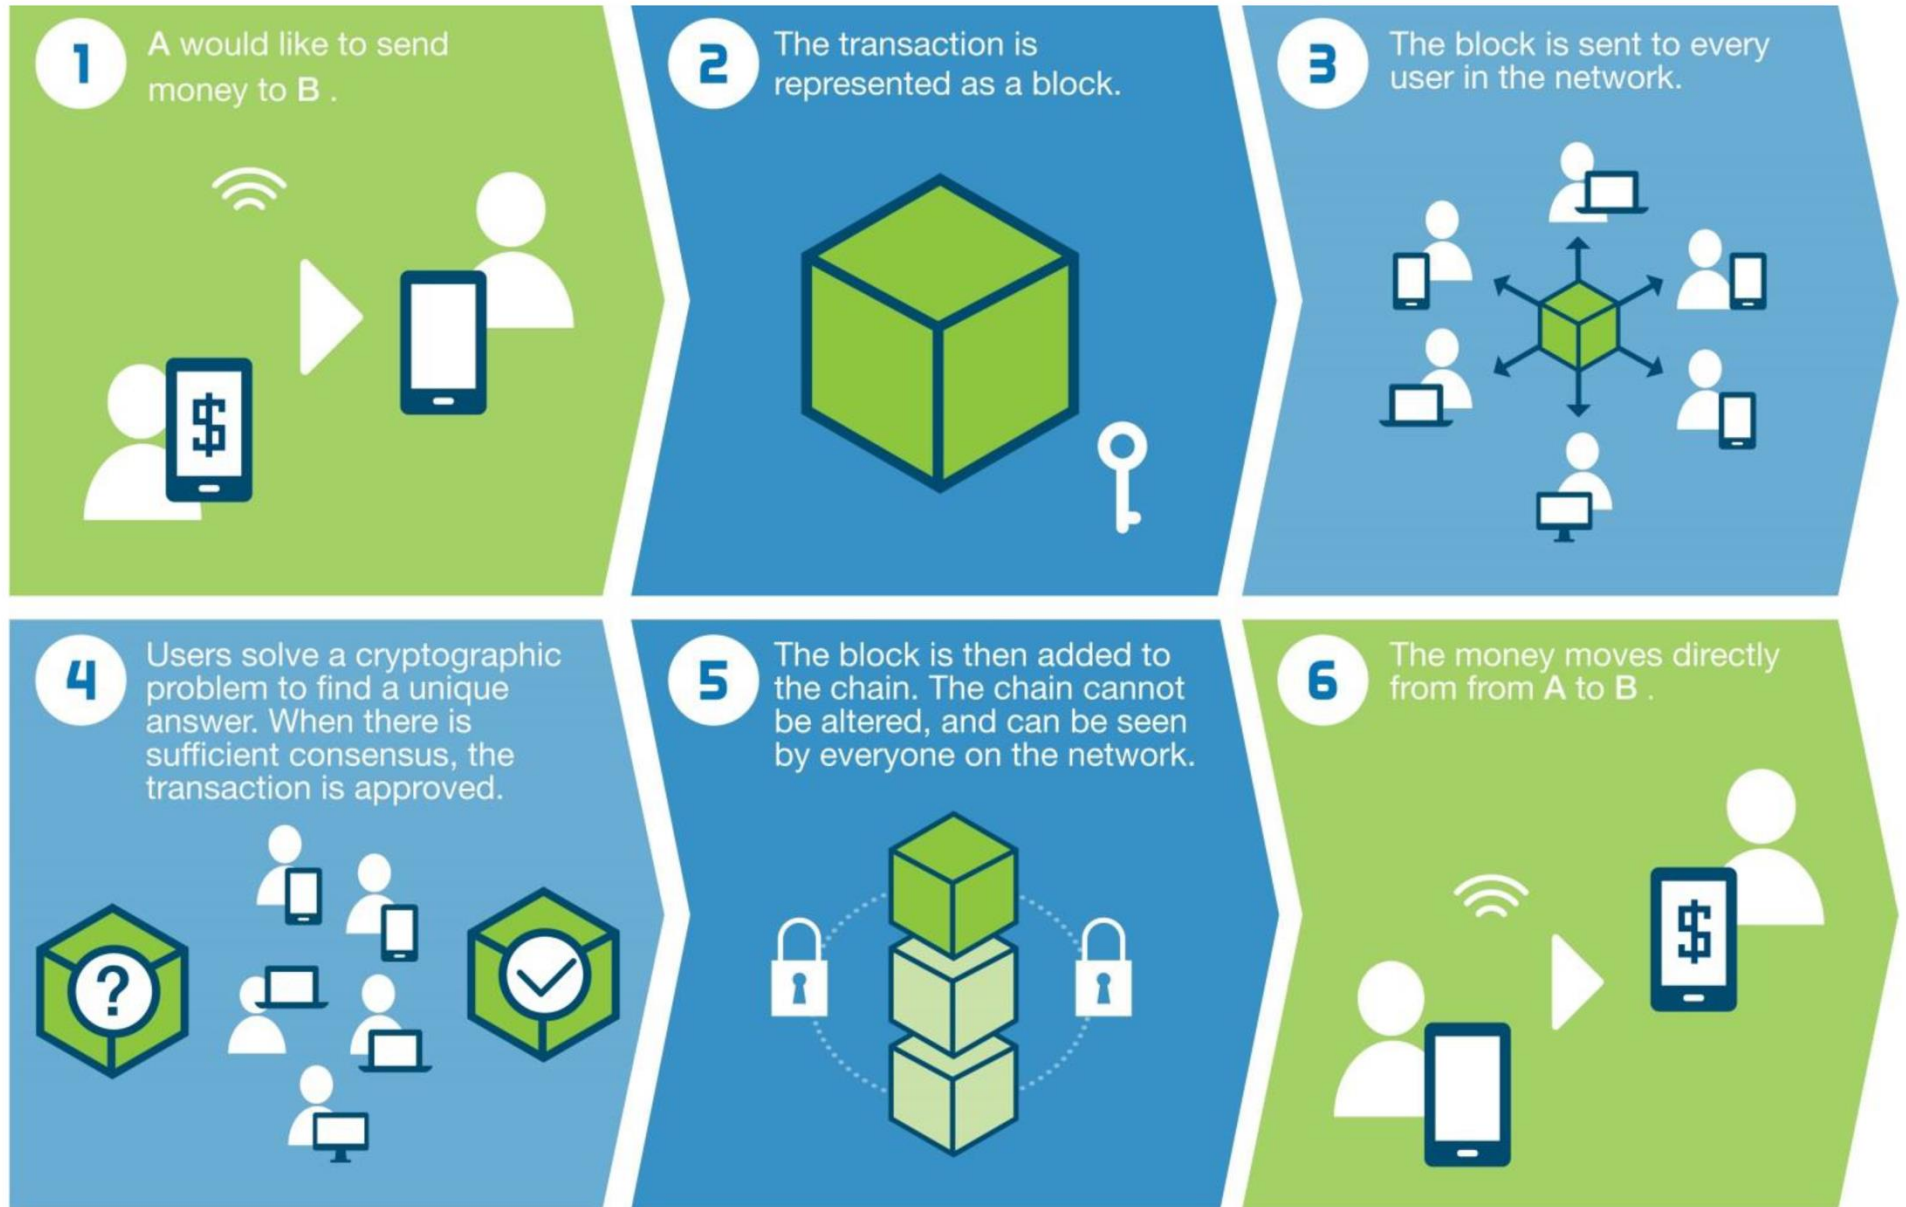 1
A would like to send
money to B .
2
The transaction is
represented as a block.
3
The block is sent to every
user in the network.
$
4
Users solve a cryptographic
problem to find a unique
answer. When there is
sufficient consensus, the
transaction is approved.
?
5
The block is then added to
the chain. The chain cannot
be altered, and can be seen
by everyone on the network.
6
The money moves directly
from from A to B .
$